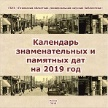 Календарь
знаменательных и
памятных дат
на 2019 год